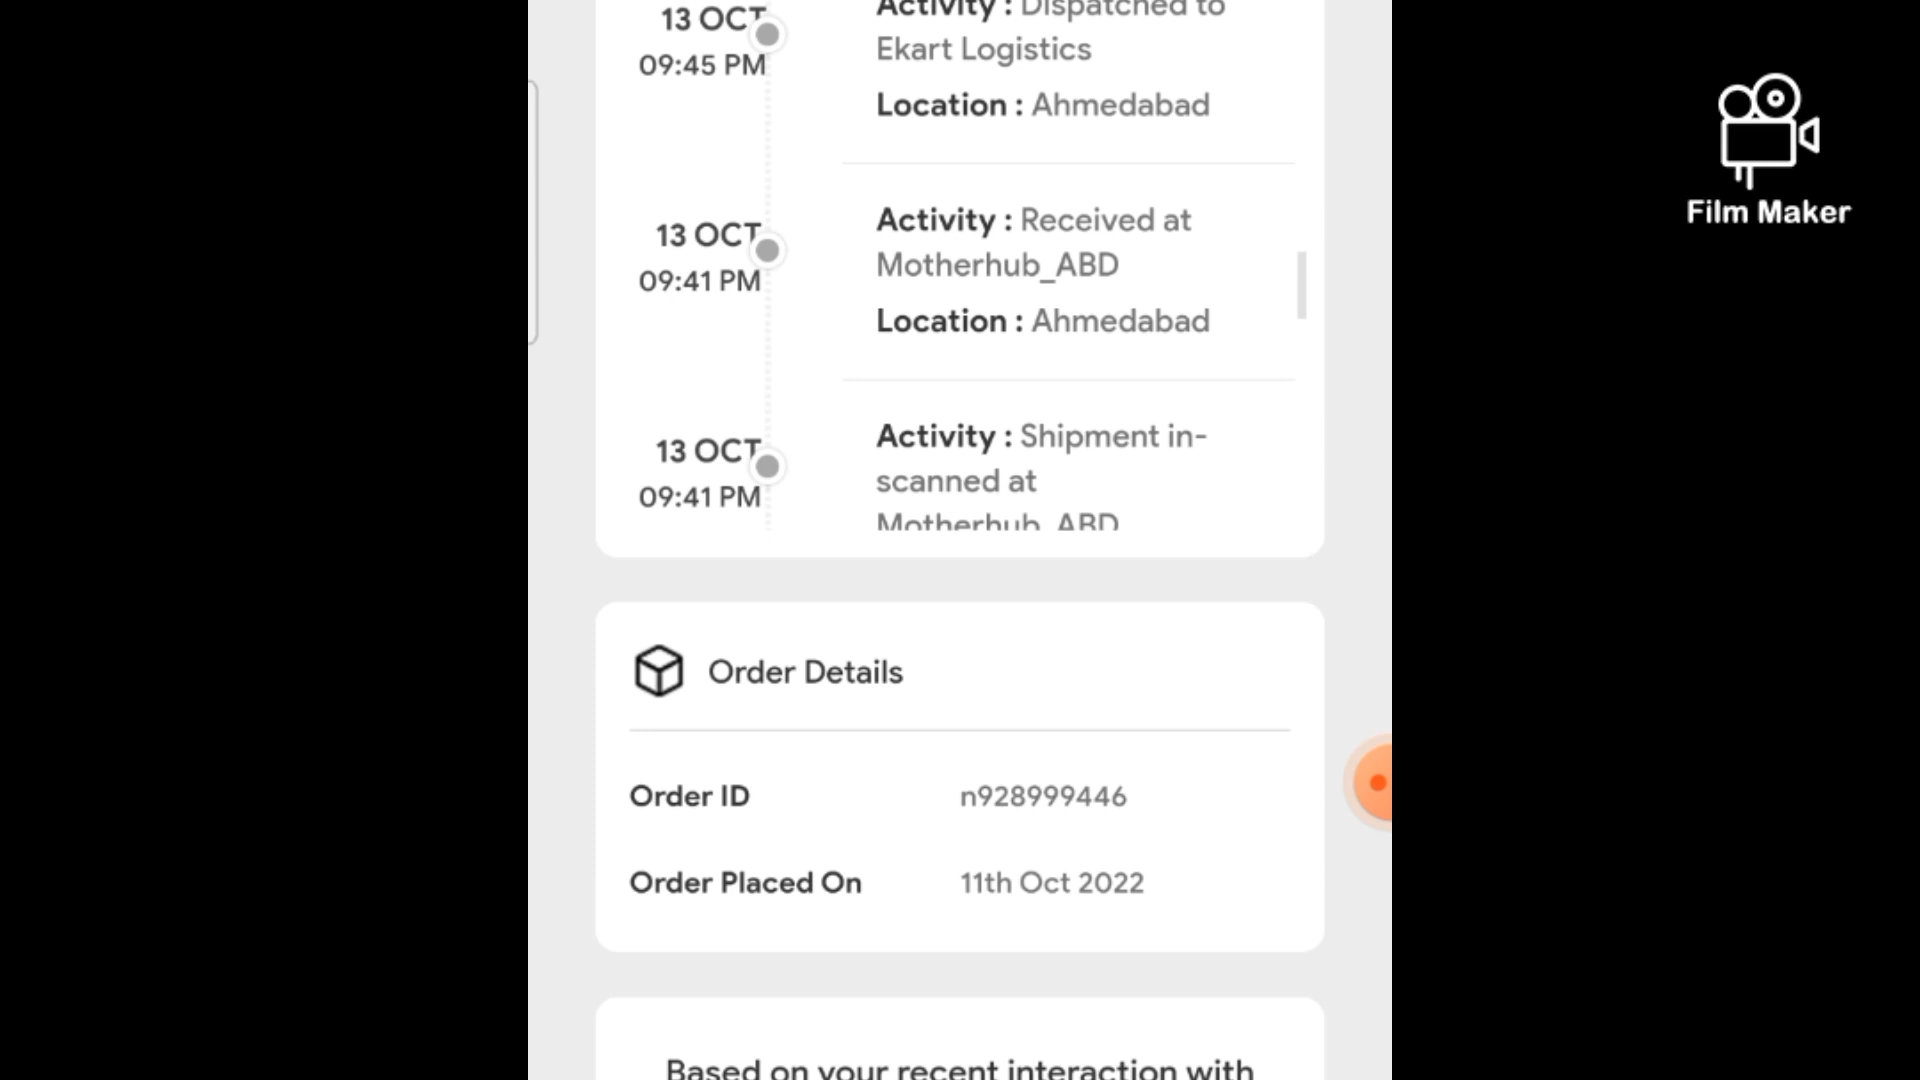 13 OCT
09:45 PM
Activity : Dispatched to
Ekart Logistics
Location : Ahmedabad
13 OCT
09:41 PM
Activity : Received at
Motherhub_ABD
Location : Ahmedabad
13 OCT
09:41 PM
Activity : Shipment in-
scanned at
Motherhub_ABD
Order Details
Order ID n928999446
Order Placed On 11th Oct 2022
Based on your recent interaction with
Film Maker